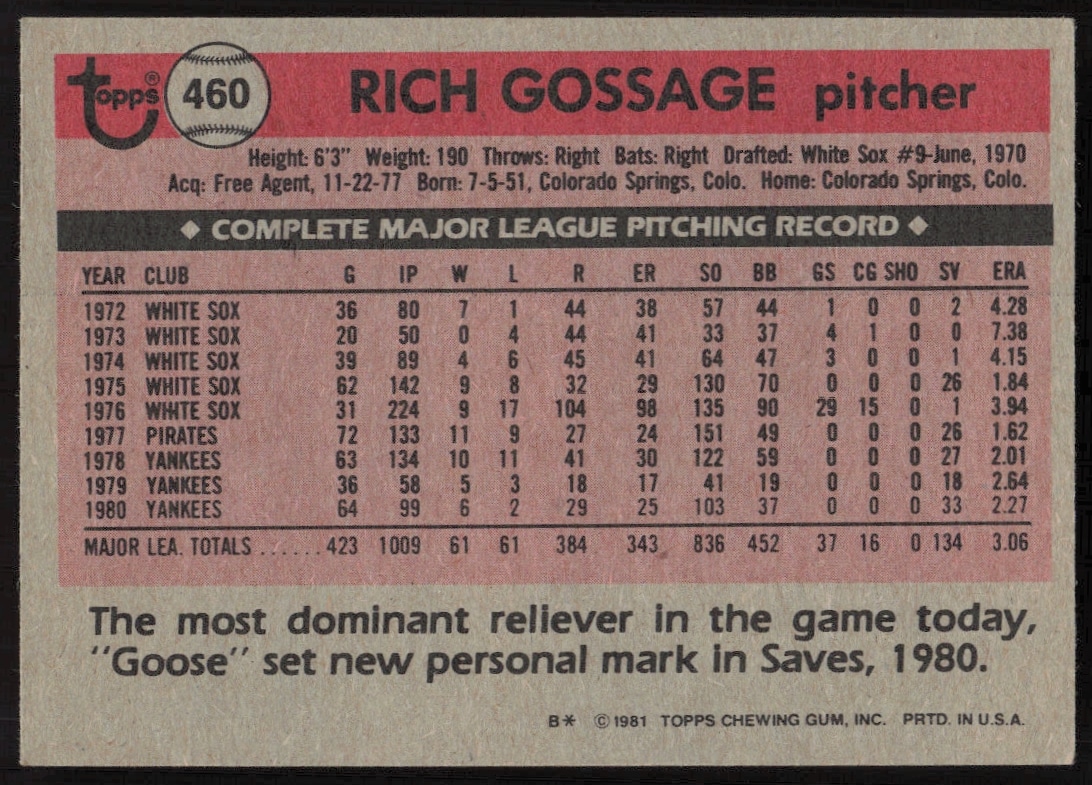 Topps® 460 RICH GOSSAGE pitcher
Height: 6'3" Weight: 190 Throws: Right Bats: Right Drafted: White Sox #9-June, 1970
Acq: Free Agent, 11-22-77 Born: 7-5-51, Colorado Springs, Colo. Home: Colorado Springs, Colo.
◆ COMPLETE MAJOR LEAGUE PITCHING RECORD ◆
YEAR CLUB G IP W L R ER SO BB GS CG SHO SV ERA
1972 WHITE SOX 36 80 7 1 44 38 57 44 1 0 0 2 4.28
1973 WHITE SOX 20 50 0 4 44 41 33 37 4 1 0 0 7.38
1974 WHITE SOX 39 89 4 6 45 41 64 47 3 0 0 1 4.15
1975 WHITE SOX 62 142 9 8 32 29 130 70 0 0 0 26 1.84
1976 WHITE SOX 31 224 9 17 104 98 135 90 29 15 0 1 3.94
1977 PIRATES 72 133 11 9 27 24 151 49 0 0 0 26 1.62
1978 YANKEES 63 134 10 11 41 30 122 59 0 0 0 27 2.01
1979 YANKEES 36 58 5 3 18 17 41 19 0 0 0 18 2.64
1980 YANKEES 64 99 6 2 29 25 103 37 0 0 0 33 2.27
MAJOR LEA. TOTALS ...... 423 1009 61 61 384 343 836 452 37 16 0 134 3.06
The most dominant reliever in the game today,
"Goose" set new personal mark in Saves, 1980.
B* © 1981 TOPPS CHEWING GUM, INC. PRTD. IN U.S.A.